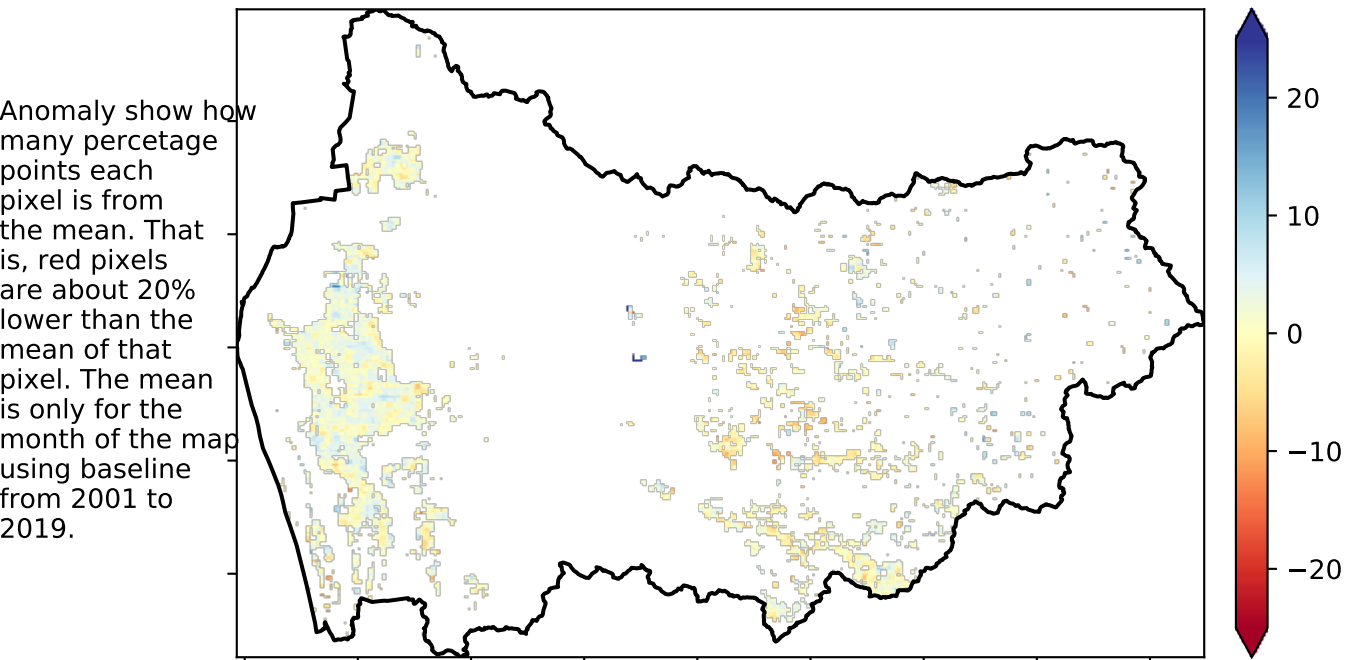 Anomaly show how
many percetage
points each
pixel is from
the mean. That
is, red pixels
are about 20%
lower than the
mean of that
pixel. The mean
is only for the
month of the map
using baseline
from 2001 to
2019.
20
10
0
−10
−20